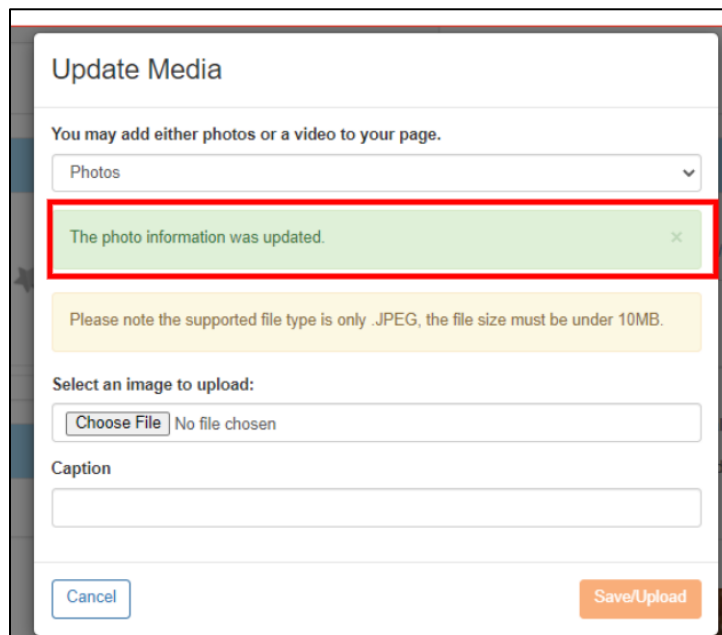 Update Media
You may add either photos or a video to your page.
Photos
The photo information was updated.
×
Please note the supported file type is only .JPEG, the file size must be under 10MB.
Select an image to upload:
Choose File No file chosen
Caption
Cancel
Save/Upload